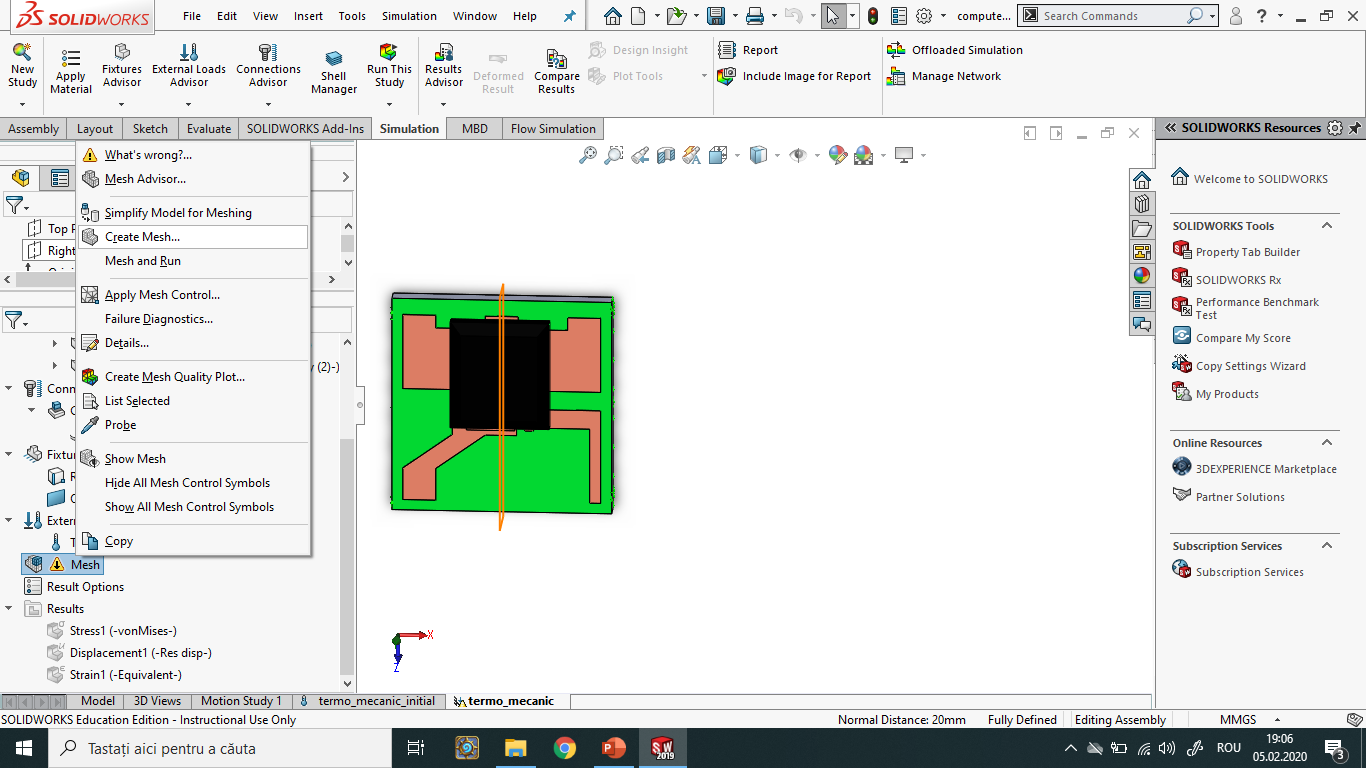 SOLIDWORKS
File Edit View Insert Tools Simulation Window Help
compute...
Search Commands
New Study
Apply Material
Fixtures Advisor
External Loads Advisor
Connections Advisor
Shell Manager
Run This Study
Results Advisor
Deformed Result
Compare Results
Design Insight
Plot Tools
Report
Include Image for Report
Offloaded Simulation
Manage Network
Assembly Layout Sketch Evaluate SOLIDWORKS Add-Ins Simulation MBD Flow Simulation
What's wrong?...
Mesh Advisor...
Simplify Model for Meshing
Create Mesh...
Mesh and Run
Apply Mesh Control...
Failure Diagnostics...
Details...
Create Mesh Quality Plot...
List Selected
Probe
Show Mesh
Hide All Mesh Control Symbols
Show All Mesh Control Symbols
Copy
Top
Right
y (2)-)
Conn
Fixtur
Extern
Mesh
Result Options
Results
Stress1 (-vonMises-)
Displacement1 (-Res disp-)
Strain1 (-Equivalent-)
X
Z
SOLIDWORKS Resources
Welcome to SOLIDWORKS
SOLIDWORKS Tools
Property Tab Builder
SOLIDWORKS Rx
Performance Benchmark
Test
Compare My Score
Copy Settings Wizard
My Products
Online Resources
3DEXPERIENCE Marketplace
Partner Solutions
Subscription Services
Subscription Services
Model 3D Views Motion Study 1 termo_mecanic_initial termo_mecanic
SOLIDWORKS Education Edition - Instructional Use Only
Normal Distance: 20mm Fully Defined Editing Assembly MMGS
Tastați aici pentru a căuta
SW 2019
ROU
19:06
05.02.2020
3